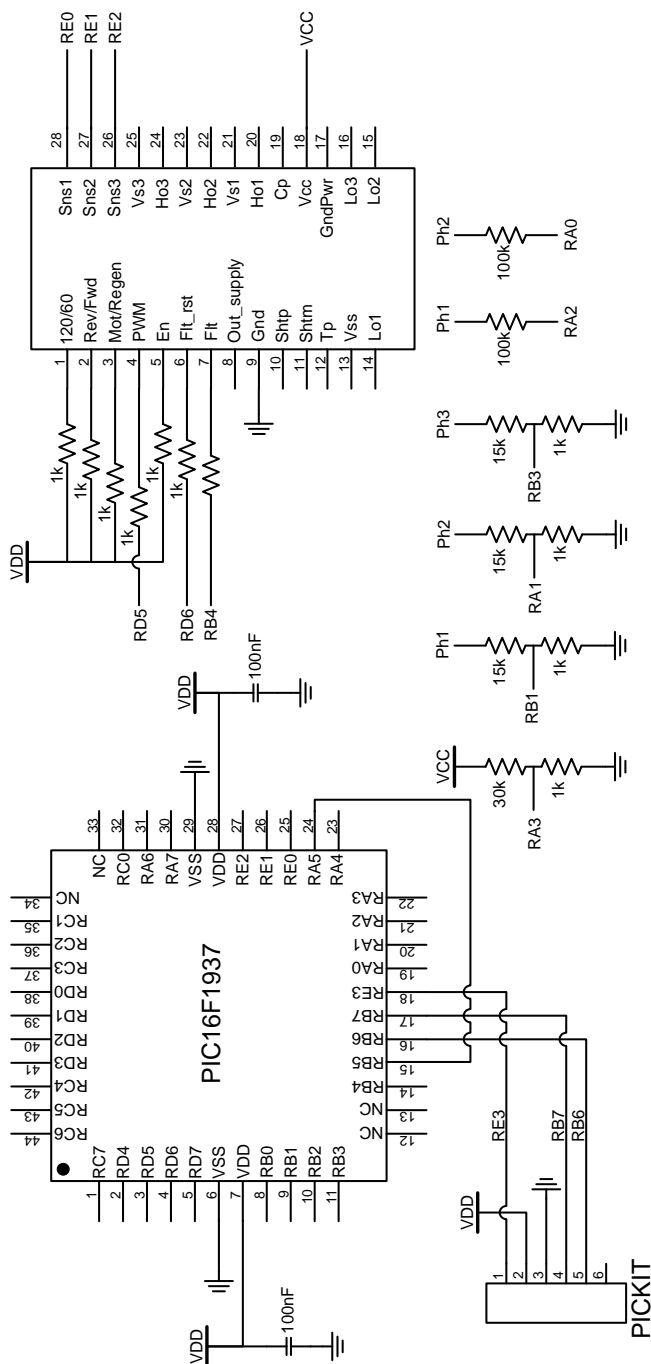 RE0
RE1
RE2
VCC
28
27
26
25
24
23
22
21
20
19
18
17
16
15
Sns1
Sns2
Sns3
Vs3
Ho3
Vs2
Ho2
Vs1
Ho1
Cp
Vcc
GndPwr
Lo3
Lo2
120/60
Rev/Fwd
Mot/Regen
PWM
En
Flt_rst
Flt
Out_supply
Gnd
Shtp
Shtm
Tp
Vss
Lo1
1
2
3
4
5
6
7
8
9
10
11
12
13
14
1k
1k
1k
1k
1k
1k
VDD
RD5
RD6
RB4
Ph2
100k
RA0
Ph1
100k
RA2
Ph3
15k
RB3
1k
Ph2
15k
RA1
1k
Ph1
15k
RB1
1k
VCC
30k
RA3
1k
VDD
100nF
33
32
31
30
29
28
27
26
25
24
23
NC
RC0
RA6
RA7
VSS
VDD
RE2
RE1
RE0
RA5
RA4
34
35
36
37
38
39
40
41
42
43
44
NC
RC1
RC2
RC3
RD0
RD1
RD2
RD3
RC4
RC5
RC6
PIC16F1937
RA3
RA2
RA1
RA0
RE3
RB7
RB6
RB5
RB4
NC
NC
22
21
20
19
18
17
16
15
14
13
12
RC7
RD4
RD5
RD6
RD7
VSS
VDD
RB0
RB1
RB2
RB3
1
2
3
4
5
6
7
8
9
10
11
VDD
100nF
RE3
RB7
RB6
VDD
1
2
3
4
5
6
PICKIT